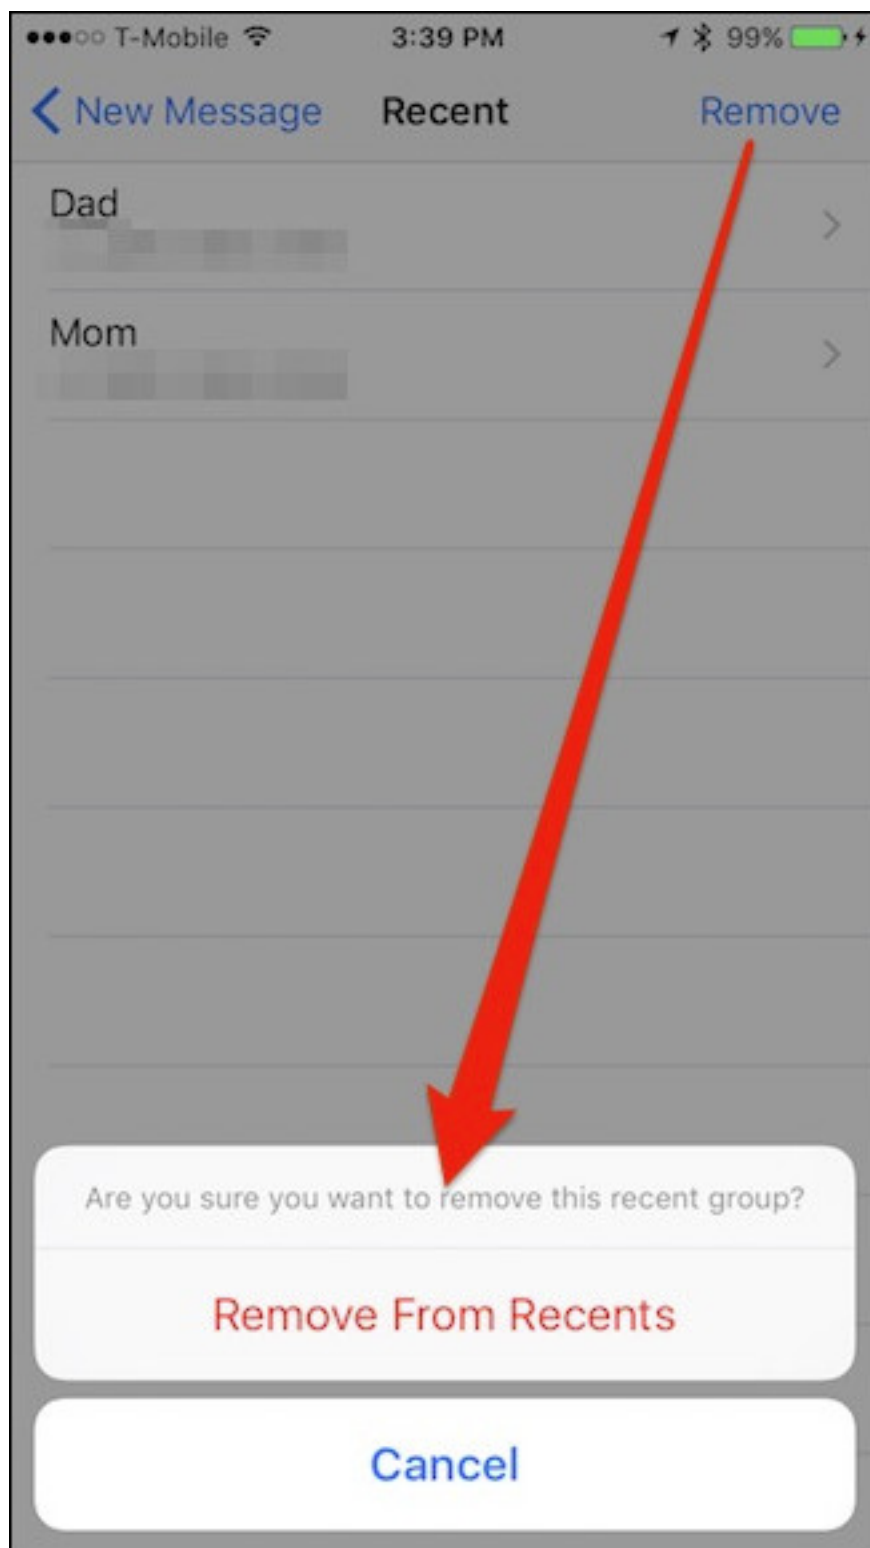 T-Mobile 3:39 PM 99%
New Message Recent Remove
Dad
Mom
Are you sure you want to remove this recent group?
Remove From Recents
Cancel